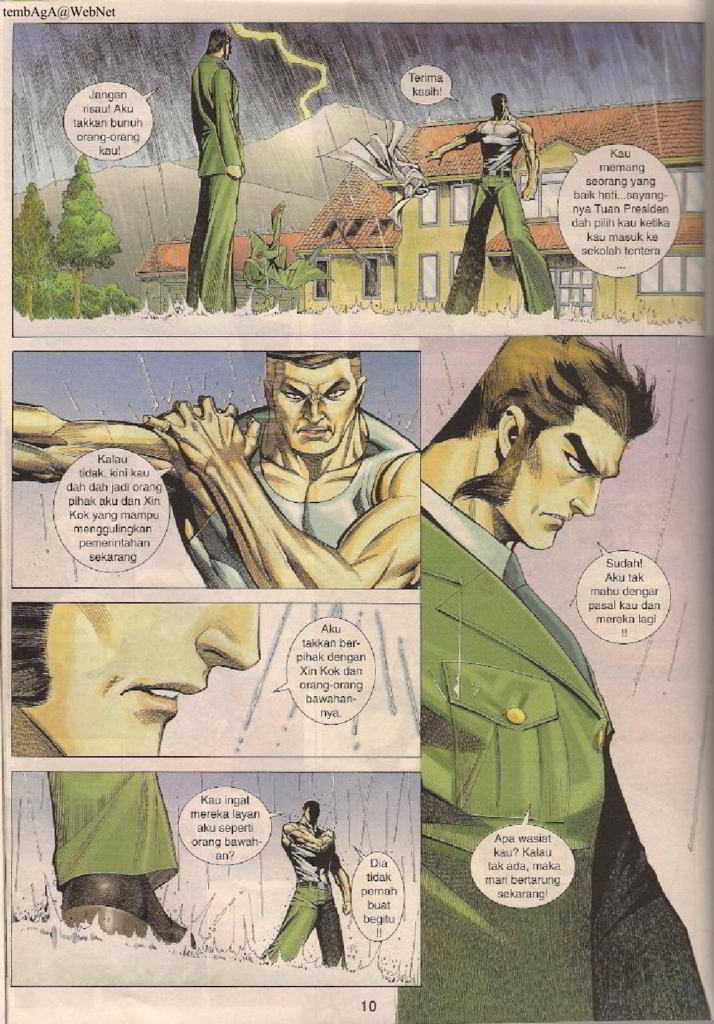 tembAgA@WebNet
Jangan
risau! Aku
takkan bunuh
orang-orang
kau!
Terima
kasih!
Kau
memang
seorang yang
baik hati...sayang-
nya Tuan Presiden
dah pilih kau ketika
kau masuk ke
sekolah tentera
...
Kalau
tidak, kini kau
dah dah jadi orang
pihak aku dan Xin
Kok yang mampu
menggulingkan
pemerintahan
sekarang
Sudah!
Aku tak
mahu dengar
pasal kau dan
mereka lagi
!!
Aku
takkan ber-
pihak dengan
Xin Kok dan
orang-orang
bawahan-
nya.
Kau ingat
mereka layan
aku seperti
orang bawah-
an?
Dia
tidak
pernah
buat
begitu
!!
Apa wasiat
kau? Kalau
tak ada, maka
mari bertarung
sekarang!
10